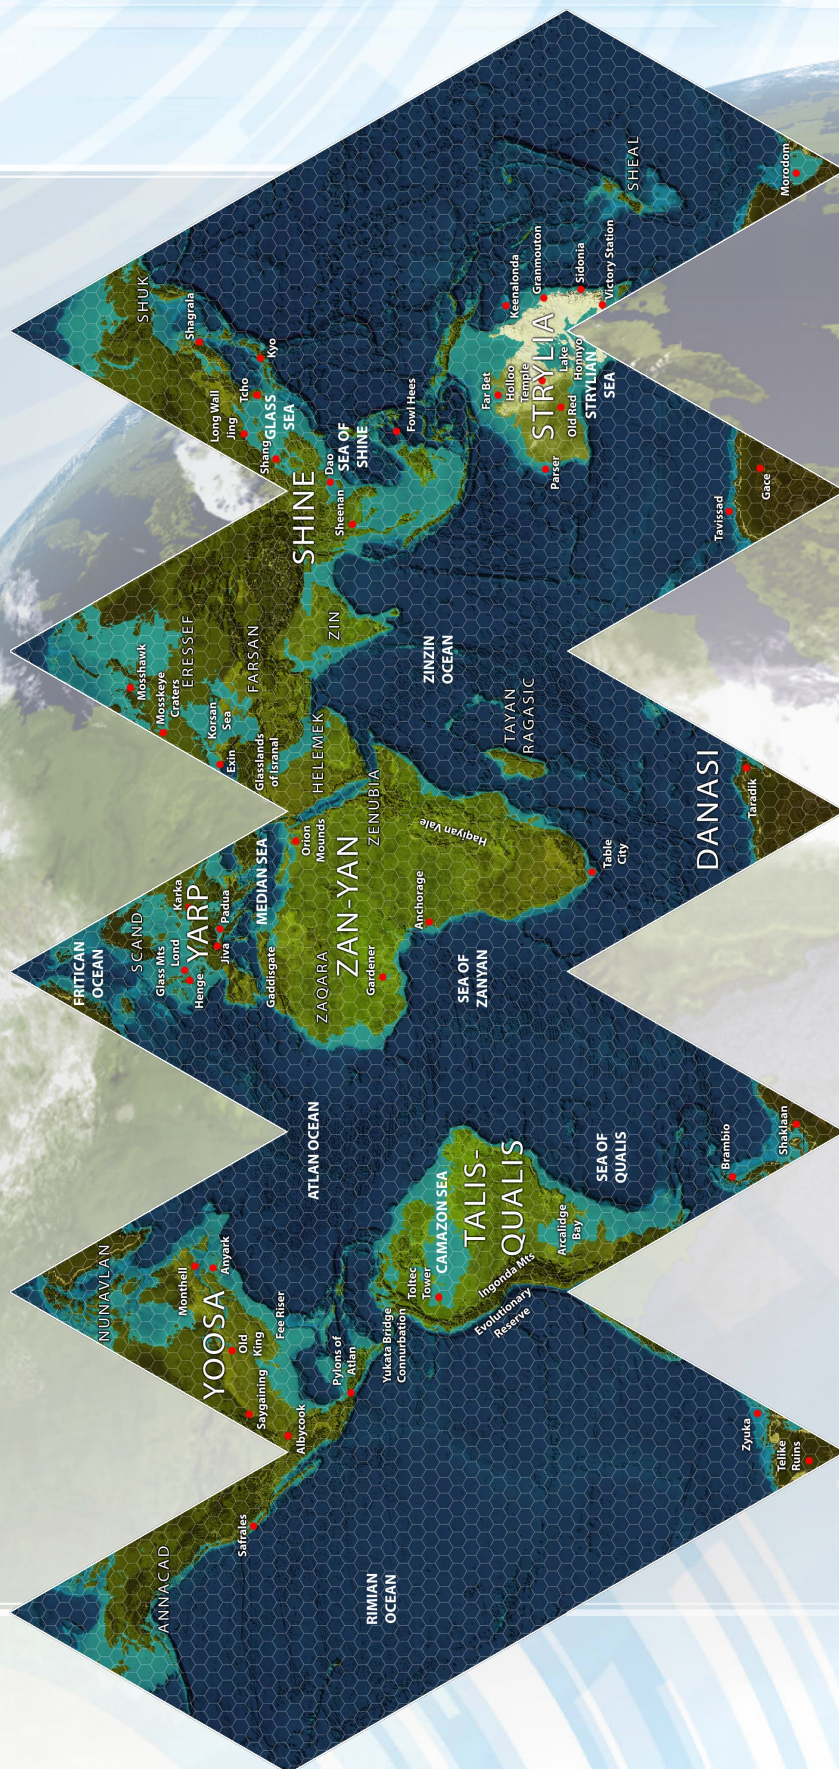 ANNACAD
Safrales
RIMIAN
OCEAN
Zyuka
Telike
Ruins
NUNAVLAN
Monthell
Anyark
YOOSA
Old
King
Saygaining
Albycook
Fee Riser
Pylons of
Atlan
Yukata Bridge
Connurbation
ATLAN OCEAN
Toltec
Tower
CAMAZON SEA
TALIS-
QUALIS
Ingonda Mts
Evolutionary
Reserve
Arcalidge
Bay
SEA OF
QUALIS
Brambio
Shaklaan
FRITICAN
OCEAN
SCAND
Glass Mts
Lond
Henge
YARP
Karka
Padua
Jiva
MEDIAN SEA
Gaddisgate
Orion
Mounds
ZAQARA
ZAN-YAN
ZENUBIA
Gardener
Anchorage
Haqiyan Vale
SEA OF
ZANYAN
Table
City
DANASI
Taradik
Mosshawk
Mosskeye
Craters
ERESSEF
Korsan
Sea
Exin
FARSAN
Glasslands
of Isranal
HELEMEK
ZIN
ZINZIN
OCEAN
TAYAN
RAGASIC
SHUK
Shagrala
Long Wall
Jing
Tcho
Kyo
GLASS
SEA
Shang
SHINE
Dao
SEA OF
SHINE
Sheenan
Fowl Hees
Far Bet
Holloo
Temple
Keenalonda
Granmouton
Sidonia
Victory Station
STRYLIA
Lake
Honnyo
Old Red
STRYLIAN
SEA
Parser
SHEAL
Tavissad
Gace
Morodom